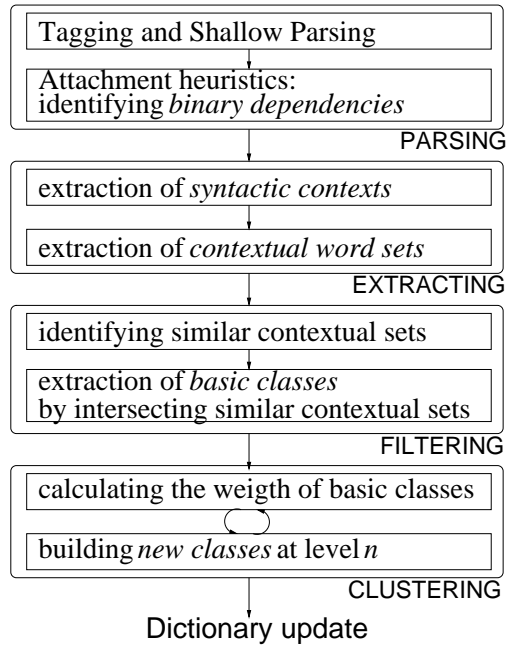 Tagging and Shallow Parsing
Attachment heuristics:
identifying binary dependencies
PARSING
extraction of syntactic contexts
extraction of contextual word sets
EXTRACTING
identifying similar contextual sets
extraction of basic classes
by intersecting similar contextual sets
FILTERING
calculating the weigth of basic classes
building new classes at level n
CLUSTERING
Dictionary update